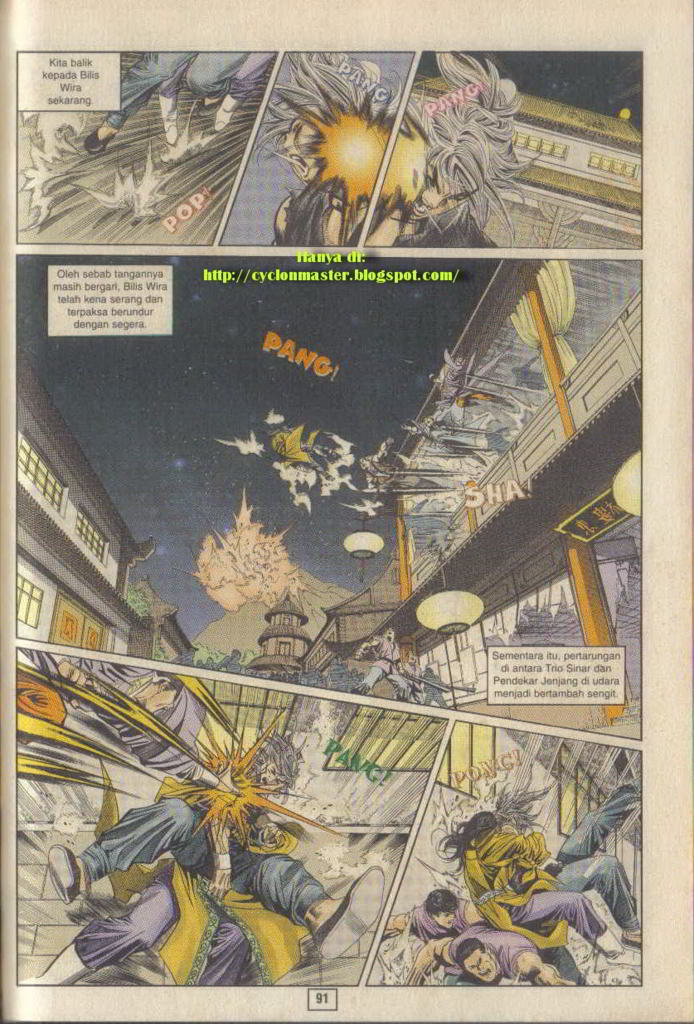 Kita balik
kepada Bilis
Wira
sekarang.
POP!
PANG!
PANG!
Hanya di:
http://cyclonmaster.blogspot.com/
Oleh sebab tangannya
masih bergari, Bilis Wira
telah kena serang dan
terpaksa berundur
dengan segera.
PANG!
SHA!
Sementara itu, pertarungan
di antara Trio Sinar dan
Pendekar Jenjang di udara
menjadi bertambah sengit.
PANG!
PONG!
91